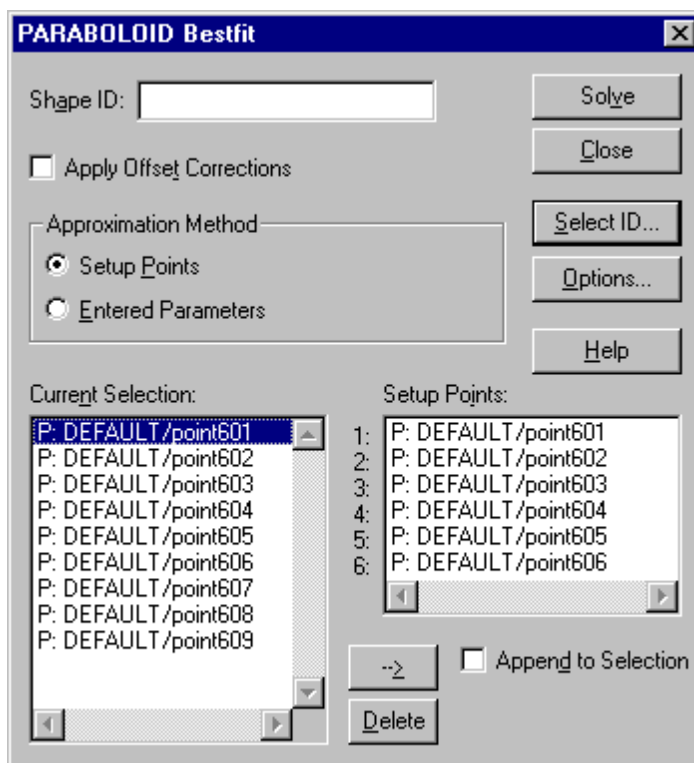 PARABOLOID Bestfit
Shape ID:
Solve
Close
Apply Offset Corrections
Approximation Method
Setup Points
Entered Parameters
Select ID...
Options...
Help
Current Selection:
P: DEFAULT/point601
P: DEFAULT/point602
P: DEFAULT/point603
P: DEFAULT/point604
P: DEFAULT/point605
P: DEFAULT/point606
P: DEFAULT/point607
P: DEFAULT/point608
P: DEFAULT/point609
Setup Points:
1: P: DEFAULT/point601
2: P: DEFAULT/point602
3: P: DEFAULT/point603
4: P: DEFAULT/point604
5: P: DEFAULT/point605
6: P: DEFAULT/point606
-->
Append to Selection
Delete